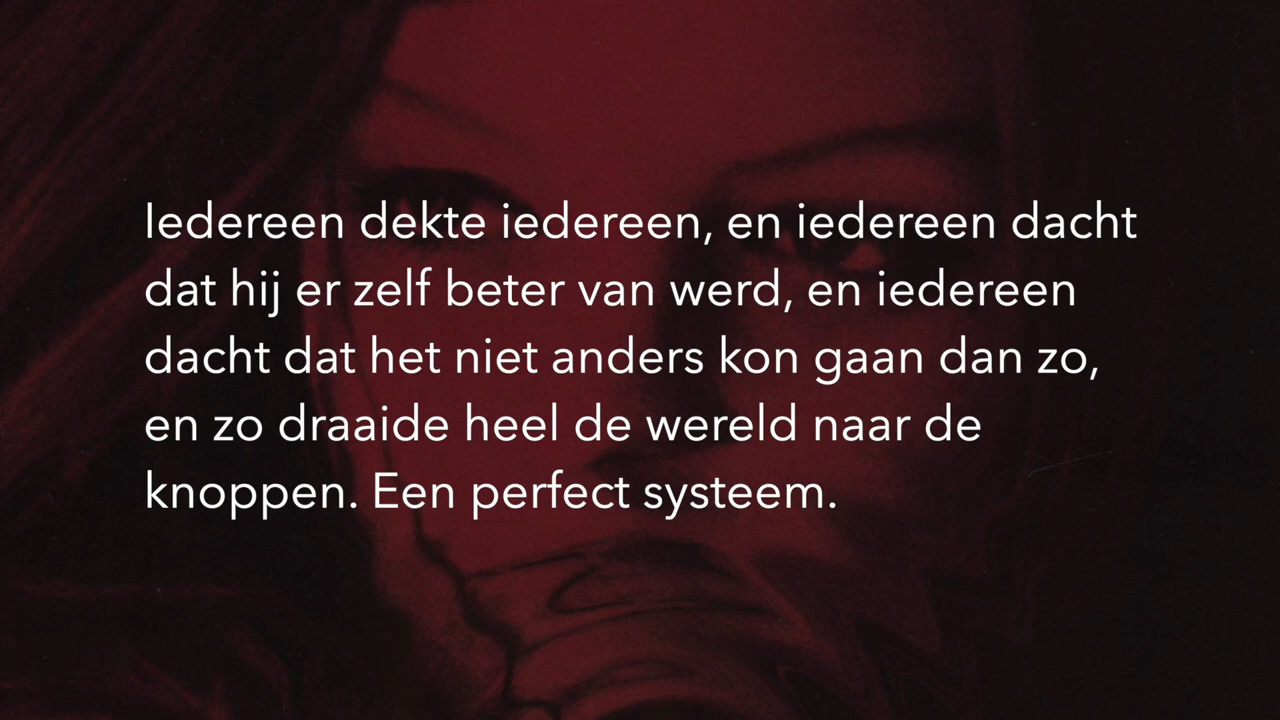 Iedereen dekte iedereen, en iedereen dacht
dat hij er zelf beter van werd, en iedereen
dacht dat het niet anders kon gaan dan zo,
en zo draaide heel de wereld naar de
knoppen. Een perfect systeem.